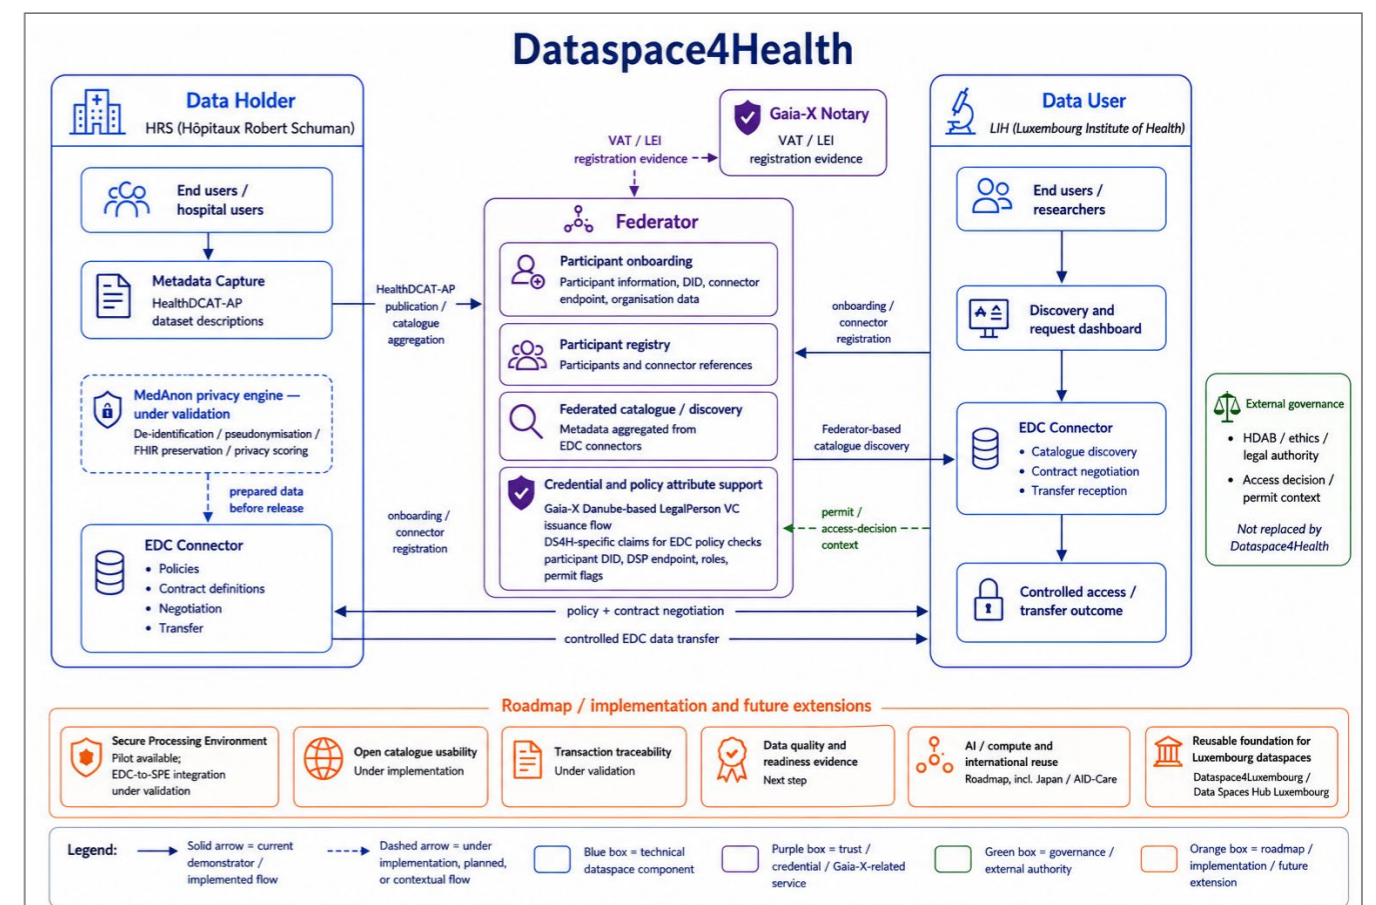 Dataspace4Health
Data Holder
HRS (Hôpitaux Robert Schuman)
End users /
hospital users
Metadata Capture
HealthDCAT-AP
dataset descriptions
MedAnon privacy engine —
under validation
De-identification / pseudonymisation /
FHIR preservation / privacy scoring
prepared data
before release
EDC Connector
• Policies
• Contract definitions
• Negotiation
• Transfer
HealthDCAT-AP
publication /
catalogue
aggregation
onboarding /
connector
registration
VAT / LEI
registration evidence
Gaia-X Notary
VAT / LEI
registration evidence
Federator
Participant onboarding
Participant information, DID, connector
endpoint, organisation data
Participant registry
Participants and connector references
Federated catalogue / discovery
Metadata aggregated from
EDC connectors
Credential and policy attribute support
Gaia-X Danube-based LegalPerson VC
issuance flow
DS4H-specific claims for EDC policy checks
participant DID, DSP endpoint, roles,
permit flags
policy + contract negotiation
controlled EDC data transfer
onboarding /
connector
registration
Federator-based
catalogue discovery
permit /
access-decision
context
Data User
LIH (Luxembourg Institute of Health)
End users /
researchers
Discovery and
request dashboard
EDC Connector
• Catalogue discovery
• Contract negotiation
• Transfer reception
Controlled access /
transfer outcome
External governance
• HDAB / ethics /
legal authority
• Access decision /
permit context
Not replaced by
Dataspace4Health
Roadmap / implementation and future extensions
Secure Processing Environment
Pilot available;
EDC-to-SPE integration
under validation
Open catalogue usability
Under implementation
Transaction traceability
Under validation
Data quality and
readiness evidence
Next step
AI / compute and
international reuse
Roadmap, incl. Japan / AID-Care
Reusable foundation for
Luxembourg dataspaces
Dataspace4Luxembourg /
Data Spaces Hub Luxembourg
Legend:
Solid arrow = current
demonstrator /
implemented flow
Dashed arrow = under
implementation, planned,
or contextual flow
Blue box = technical
dataspace component
Purple box = trust /
credential / Gaia-X-related
service
Green box = governance /
external authority
Orange box = roadmap /
implementation / future
extension